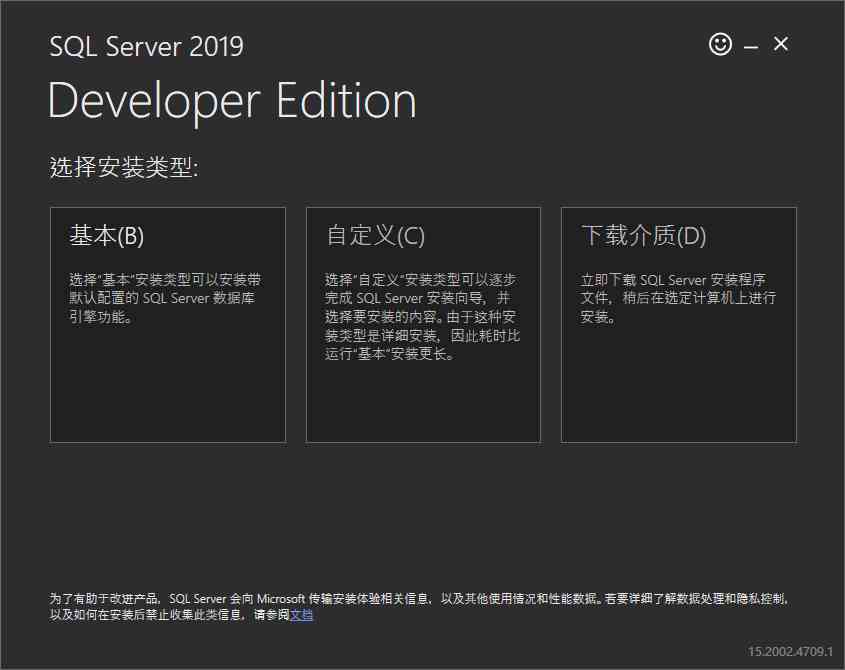 SQL Server 2019
Developer Edition
选择安装类型:
基本(B)
选择"基本"安装类型可以安装带
默认配置的 SQL Server 数据库
引擎功能。
自定义(C)
选择"自定义"安装类型可以逐步
完成 SQL Server 安装向导，并
选择要安装的内容。由于这种安
装类型是详细安装，因此耗时比
运行"基本"安装更长。
下载介质(D)
立即下载 SQL Server 安装程序
文件，稍后在选定计算机上进行
安装。
为了有助于改进产品，SQL Server 会向 Microsoft 传输安装体验相关信息，以及其他使用情况和性能数据。若要详细了解数据处理和隐私控制，
以及如何在安装后禁止收集此类信息，请参阅文档
15.2002.4709.1